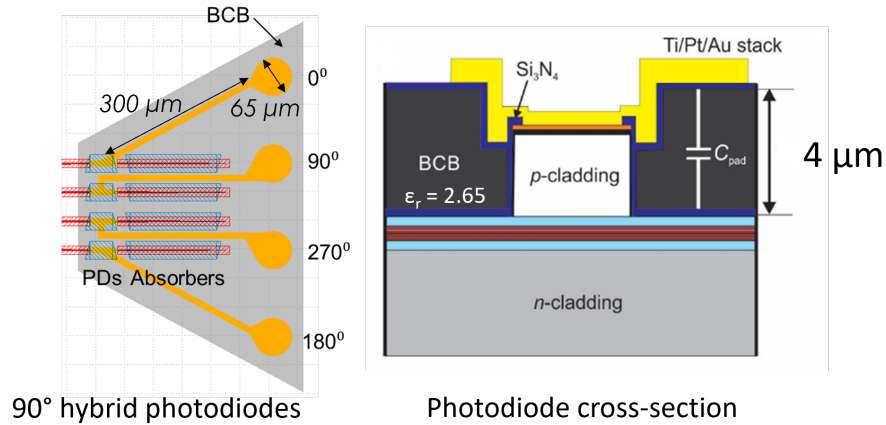 BCB
0⁰
300 µm
65 µm
90⁰
270⁰
PDs Absorbers
180⁰
90° hybrid photodiodes
Ti/Pt/Au stack
Si₃N₄
BCB
εᵣ = 2.65
p-cladding
C_pad
4 µm
n-cladding
Photodiode cross-section